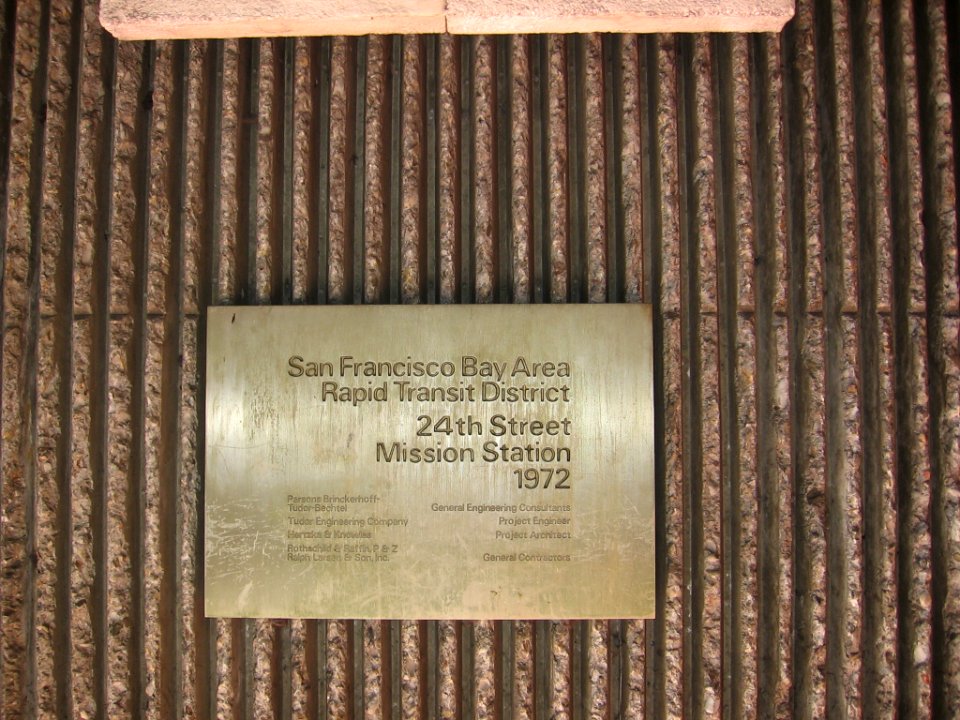 San Francisco Bay Area
Rapid Transit District
24th Street
Mission Station
1972
Parsons Brinckerhoff-
Tudor-Bechtel General Engineering Consultants
Tudor Engineering Company Project Engineer
Hertzka & Knowles Project Architect
Rothschild & Raffin, P & Z
Ralph Larsen & Son, Inc. General Contractors